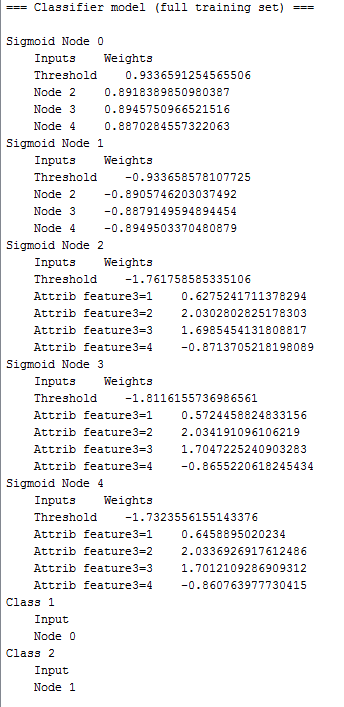 === Classifier model (full training set) ===
Sigmoid Node 0
Inputs Weights
Threshold 0.9336591254565506
Node 2 0.8918389850980387
Node 3 0.8945750966521516
Node 4 0.8870284557322063
Sigmoid Node 1
Inputs Weights
Threshold -0.933658578107725
Node 2 -0.8905746203037492
Node 3 -0.8879149594894454
Node 4 -0.8949503370480879
Sigmoid Node 2
Inputs Weights
Threshold -1.761758585335106
Attrib feature3=1 0.6275241711378294
Attrib feature3=2 2.0302802825178303
Attrib feature3=3 1.6985454131808817
Attrib feature3=4 -0.8713705218198089
Sigmoid Node 3
Inputs Weights
Threshold -1.8116155736986561
Attrib feature3=1 0.5724458824833156
Attrib feature3=2 2.034191096106219
Attrib feature3=3 1.7047225240903283
Attrib feature3=4 -0.8655220618245434
Sigmoid Node 4
Inputs Weights
Threshold -1.7323556155143376
Attrib feature3=1 0.6458895020234
Attrib feature3=2 2.0336926917612486
Attrib feature3=3 1.7012109286909312
Attrib feature3=4 -0.860763977730415
Class 1
Input
Node 0
Class 2
Input
Node 1